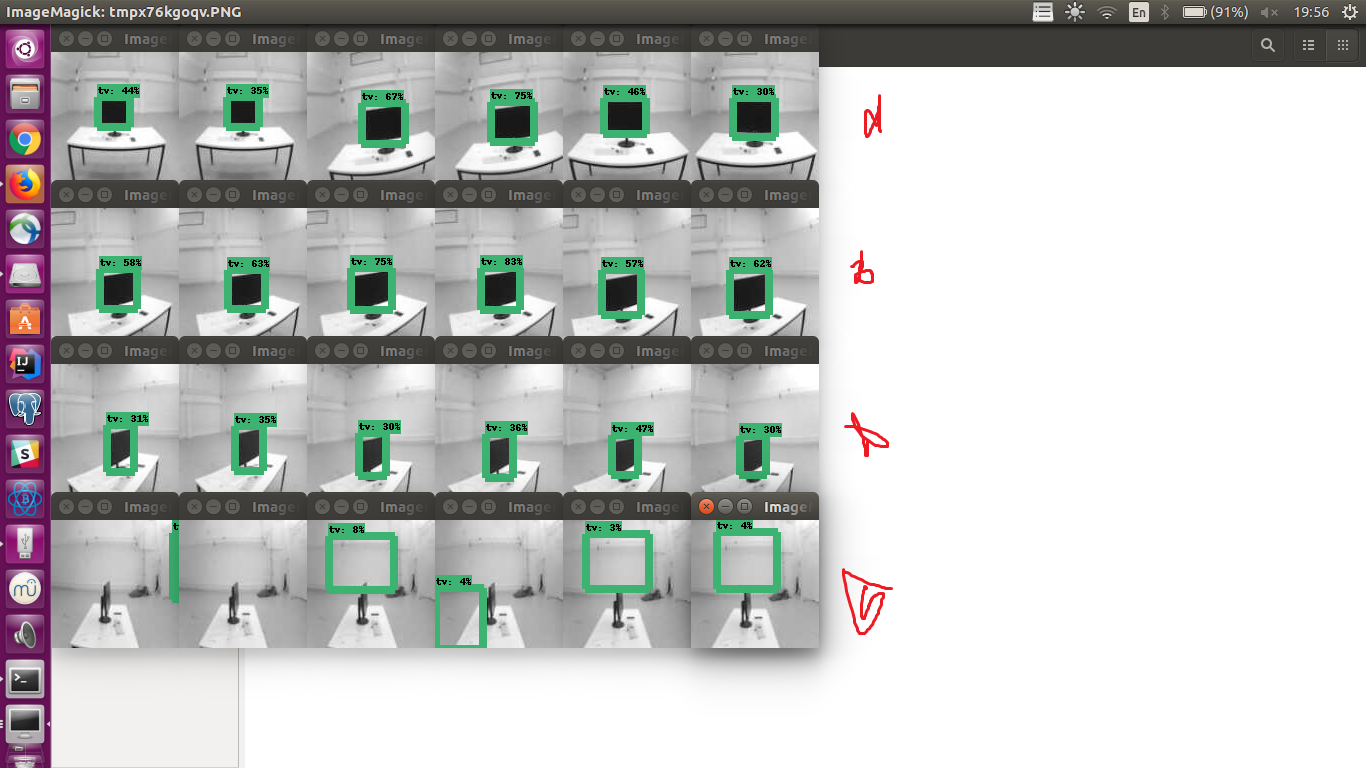 ImageMagick: tmpx76kgoqv.PNG En (91%) 19:56
Image Image Image Image Image Image
tv: 44% tv: 35% tv: 67% tv: 75% tv: 46% tv: 30%
Image Image Image Image Image Image
tv: 58% tv: 63% tv: 75% tv: 83% tv: 57% tv: 62%
Image Image Image Image Image Image
tv: 31% tv: 35% tv: 30% tv: 36% tv: 47% tv: 30%
Image Image Image Image Image Image
tv: 8% tv: 4% tv: 3% tv: 4%